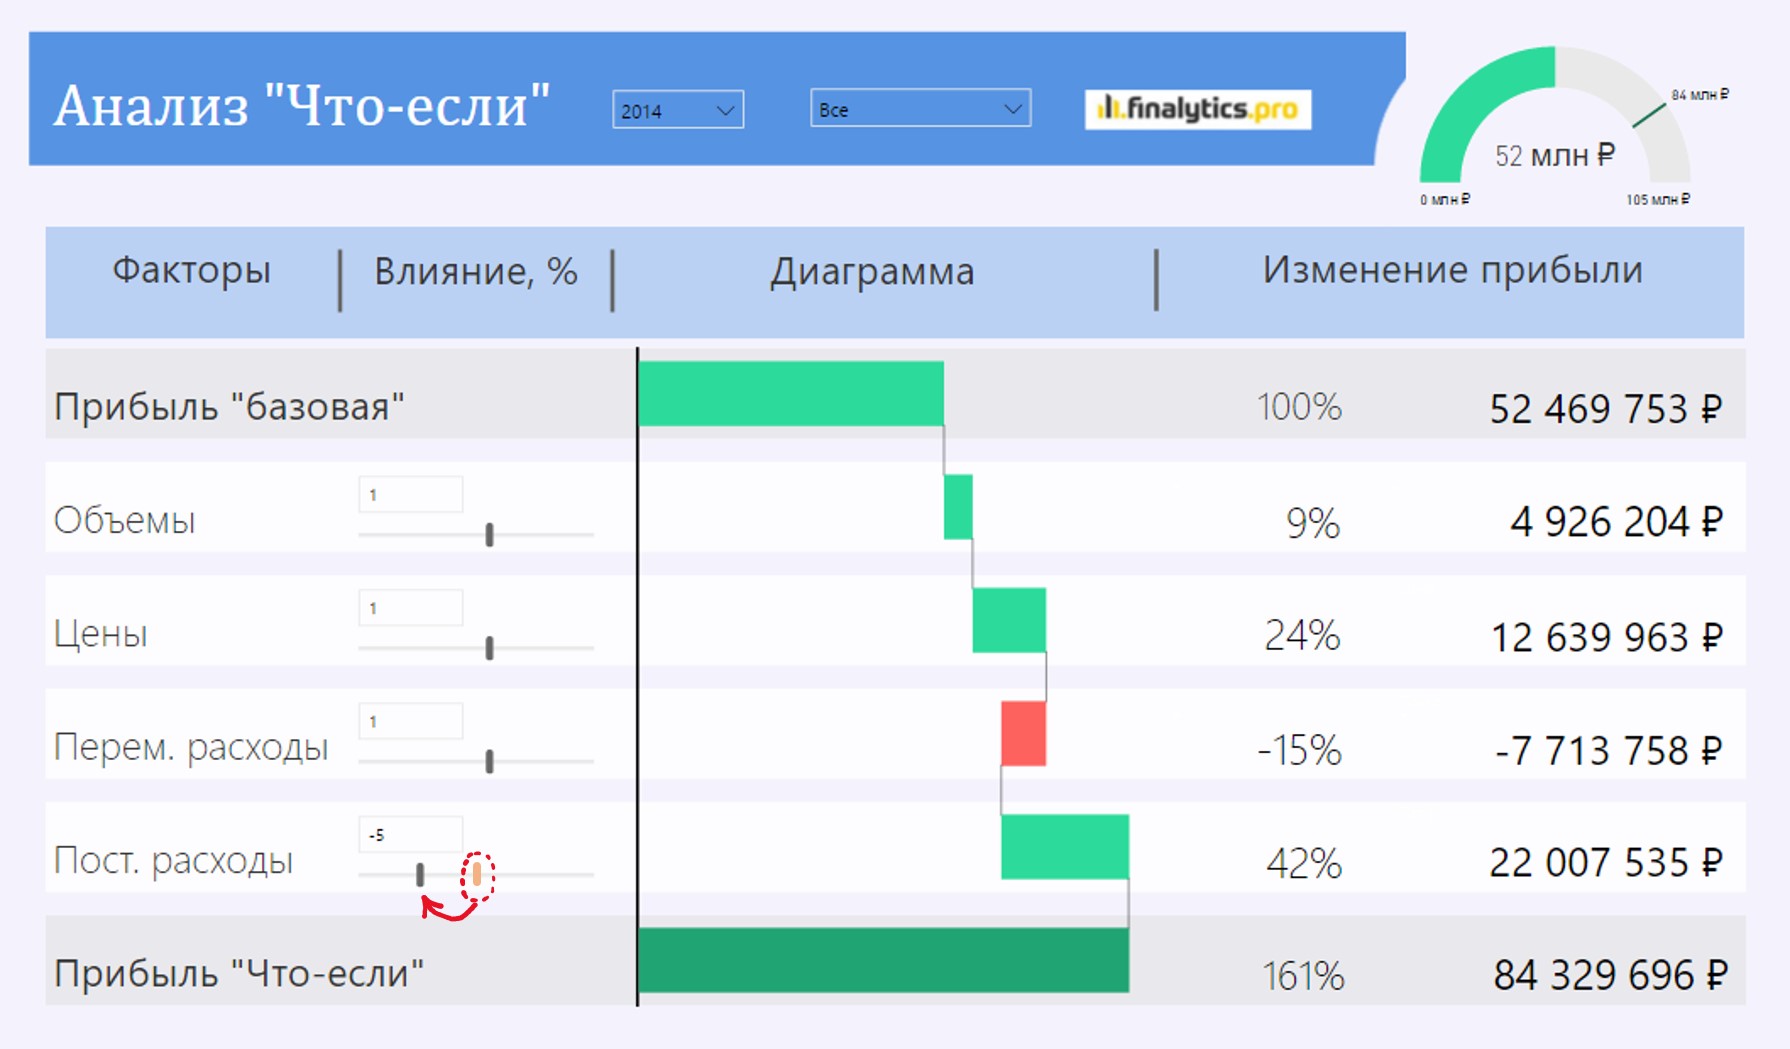 Анализ "Что-если"
2014
Все
finalytics.pro
84 млн ₽
52 млн ₽
0 млн ₽
105 млн ₽
Факторы
Влияние, %
Диаграмма
Изменение прибыли
Прибыль "базовая"
100%
52 469 753 ₽
Объемы
1
9%
4 926 204 ₽
Цены
1
24%
12 639 963 ₽
Перем. расходы
1
-15%
-7 713 758 ₽
Пост. расходы
-5
42%
22 007 535 ₽
Прибыль "Что-если"
161%
84 329 696 ₽